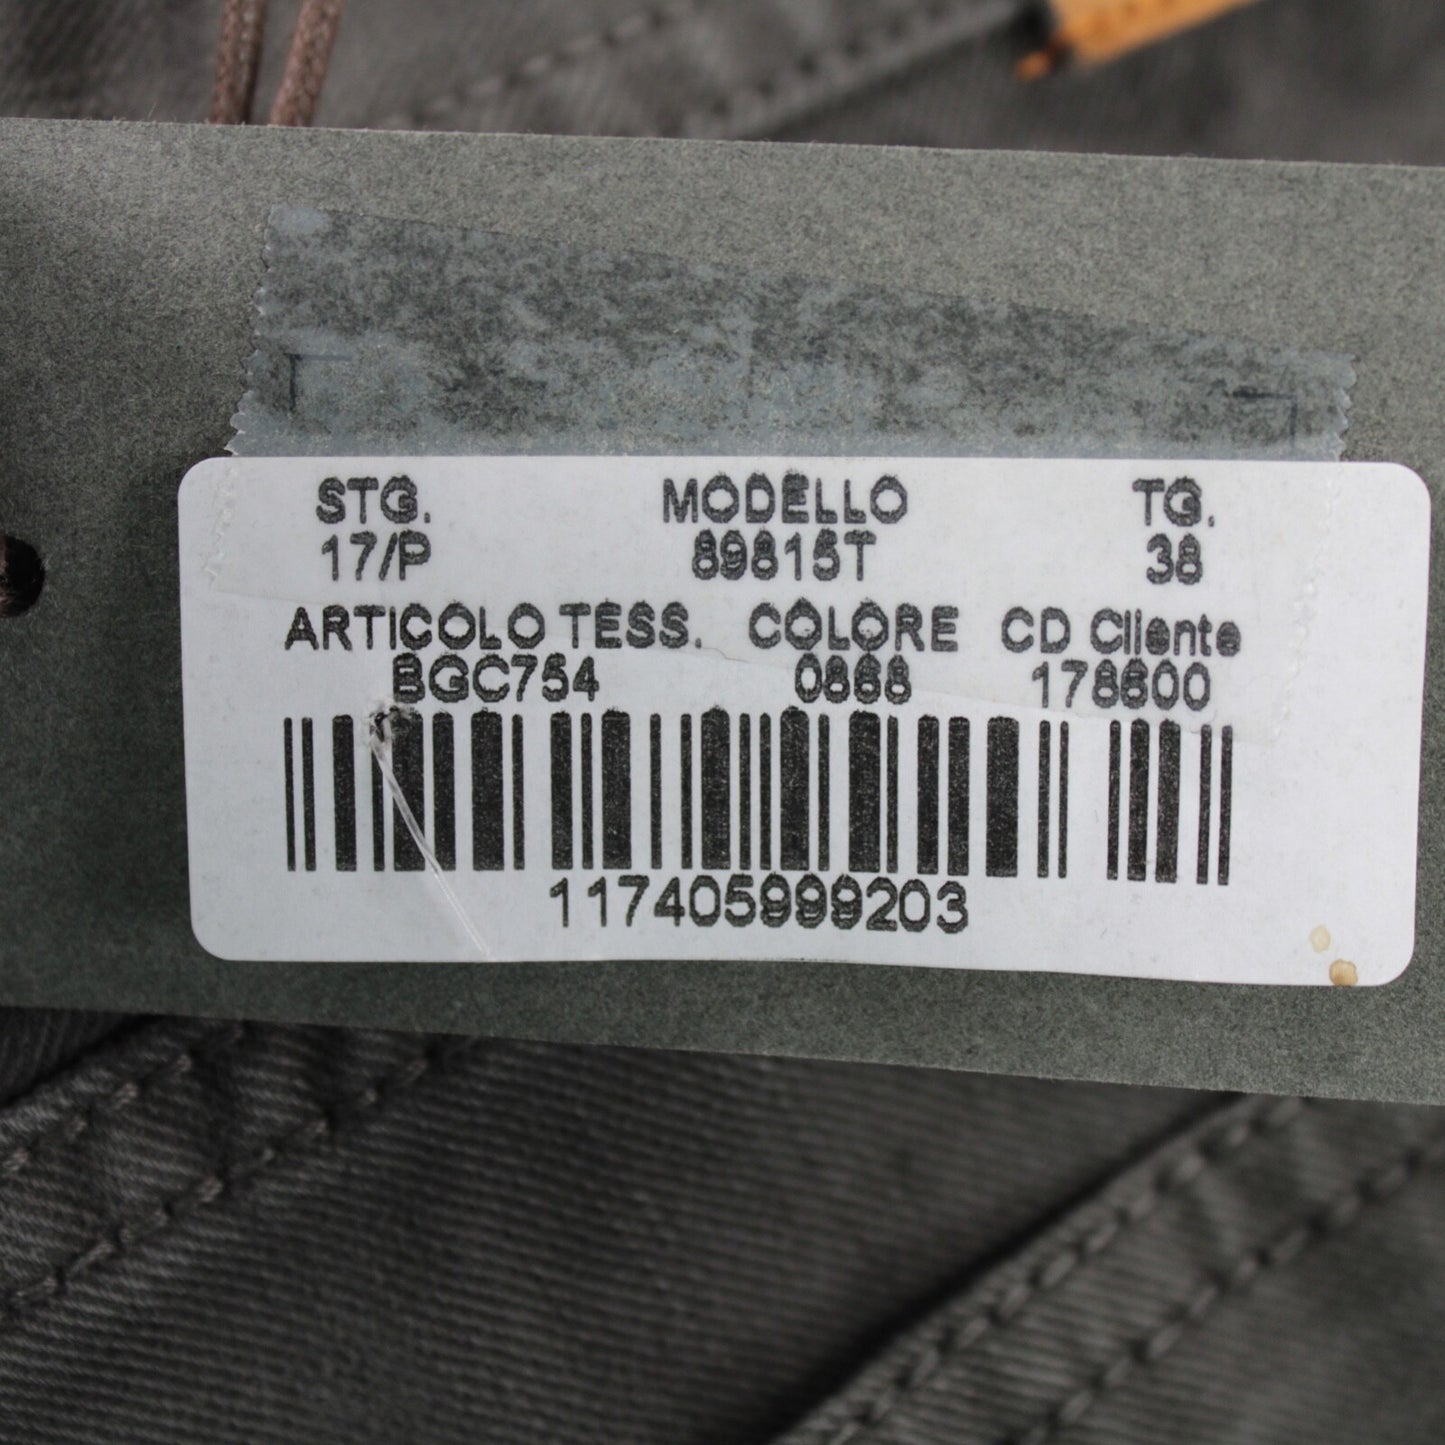 STG. MODELLO TG.
17/P 89815T 38
ARTICOLO TESS. COLORE CD Cliente
BGC754 0868 178600
117405999203